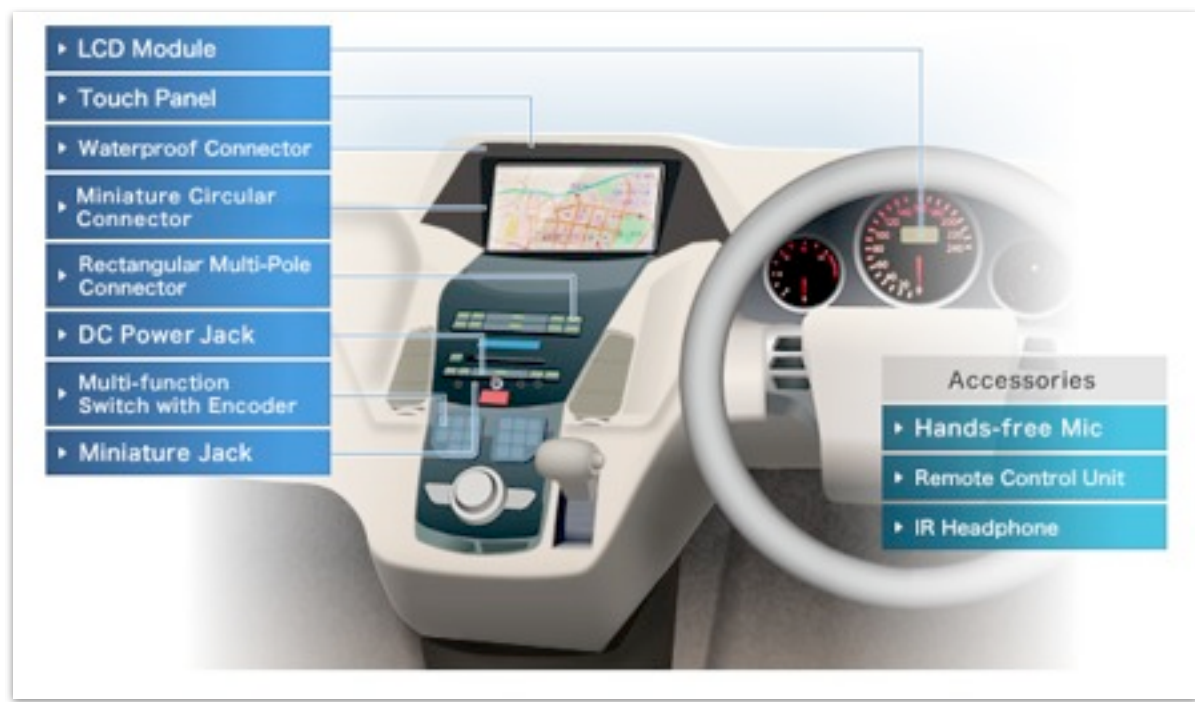 LCD Module
Touch Panel
Waterproof Connector
Miniature Circular
Connector
Rectangular Multi-Pole
Connector
DC Power Jack
Multi-function
Switch with Encoder
Miniature Jack
Accessories
Hands-free Mic
Remote Control Unit
IR Headphone